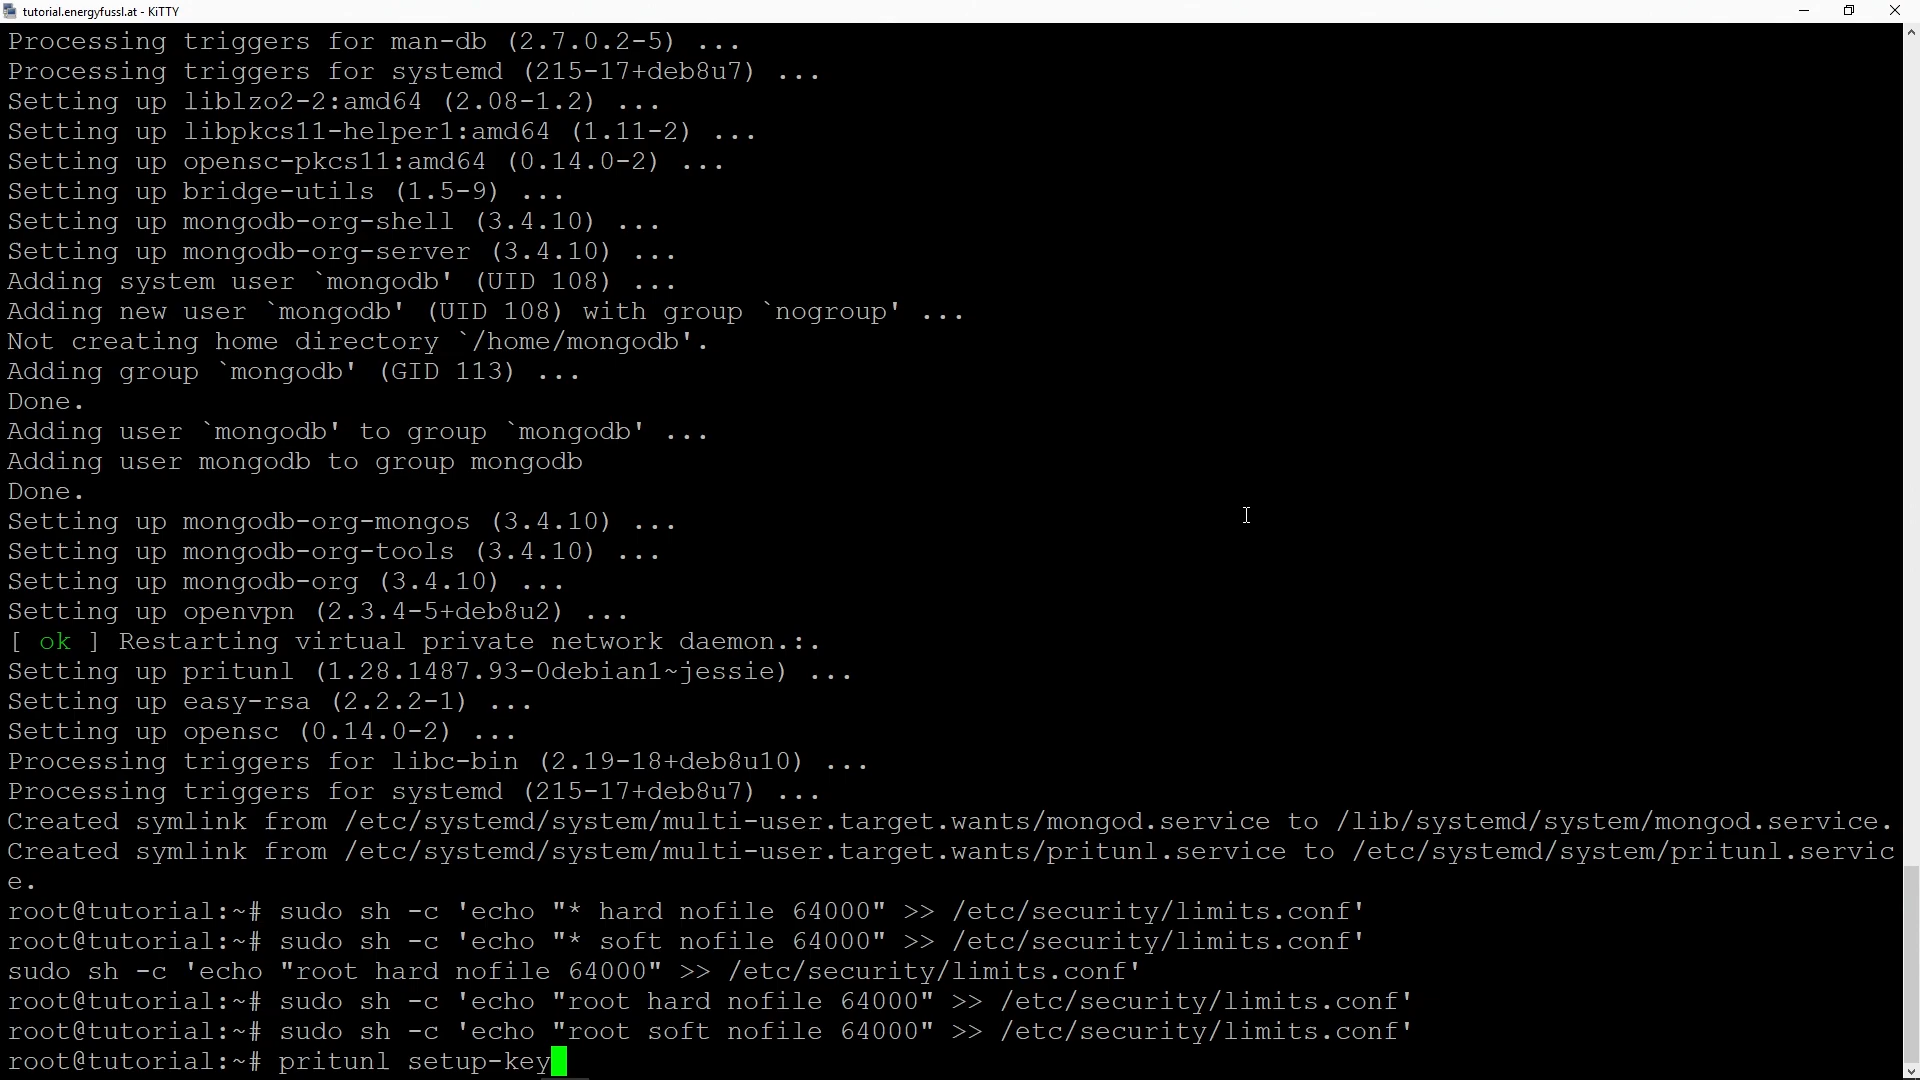 tutorial.energyfussl.at - KiTTY
Processing triggers for man-db (2.7.0.2-5) ...
Processing triggers for systemd (215-17+deb8u7) ...
Setting up liblzo2-2:amd64 (2.08-1.2) ...
Setting up libpkcs11-helper1:amd64 (1.11-2) ...
Setting up opensc-pkcs11:amd64 (0.14.0-2) ...
Setting up bridge-utils (1.5-9) ...
Setting up mongodb-org-shell (3.4.10) ...
Setting up mongodb-org-server (3.4.10) ...
Adding system user `mongodb' (UID 108) ...
Adding new user `mongodb' (UID 108) with group `nogroup' ...
Not creating home directory `/home/mongodb'.
Adding group `mongodb' (GID 113) ...
Done.
Adding user `mongodb' to group `mongodb' ...
Adding user mongodb to group mongodb
Done.
Setting up mongodb-org-mongos (3.4.10) ...
Setting up mongodb-org-tools (3.4.10) ...
Setting up mongodb-org (3.4.10) ...
Setting up openvpn (2.3.4-5+deb8u2) ...
[ ok ] Restarting virtual private network daemon.:.
Setting up pritunl (1.28.1487.93-0debian1~jessie) ...
Setting up easy-rsa (2.2.2-1) ...
Setting up opensc (0.14.0-2) ...
Processing triggers for libc-bin (2.19-18+deb8u10) ...
Processing triggers for systemd (215-17+deb8u7) ...
Created symlink from /etc/systemd/system/multi-user.target.wants/mongod.service to /lib/systemd/system/mongod.service.
Created symlink from /etc/systemd/system/multi-user.target.wants/pritunl.service to /etc/systemd/system/pritunl.servic
e.
root@tutorial:~# sudo sh -c 'echo "* hard nofile 64000" >> /etc/security/limits.conf'
root@tutorial:~# sudo sh -c 'echo "* soft nofile 64000" >> /etc/security/limits.conf'
sudo sh -c 'echo "root hard nofile 64000" >> /etc/security/limits.conf'
root@tutorial:~# sudo sh -c 'echo "root hard nofile 64000" >> /etc/security/limits.conf'
root@tutorial:~# sudo sh -c 'echo "root soft nofile 64000" >> /etc/security/limits.conf'
root@tutorial:~# pritunl setup-key